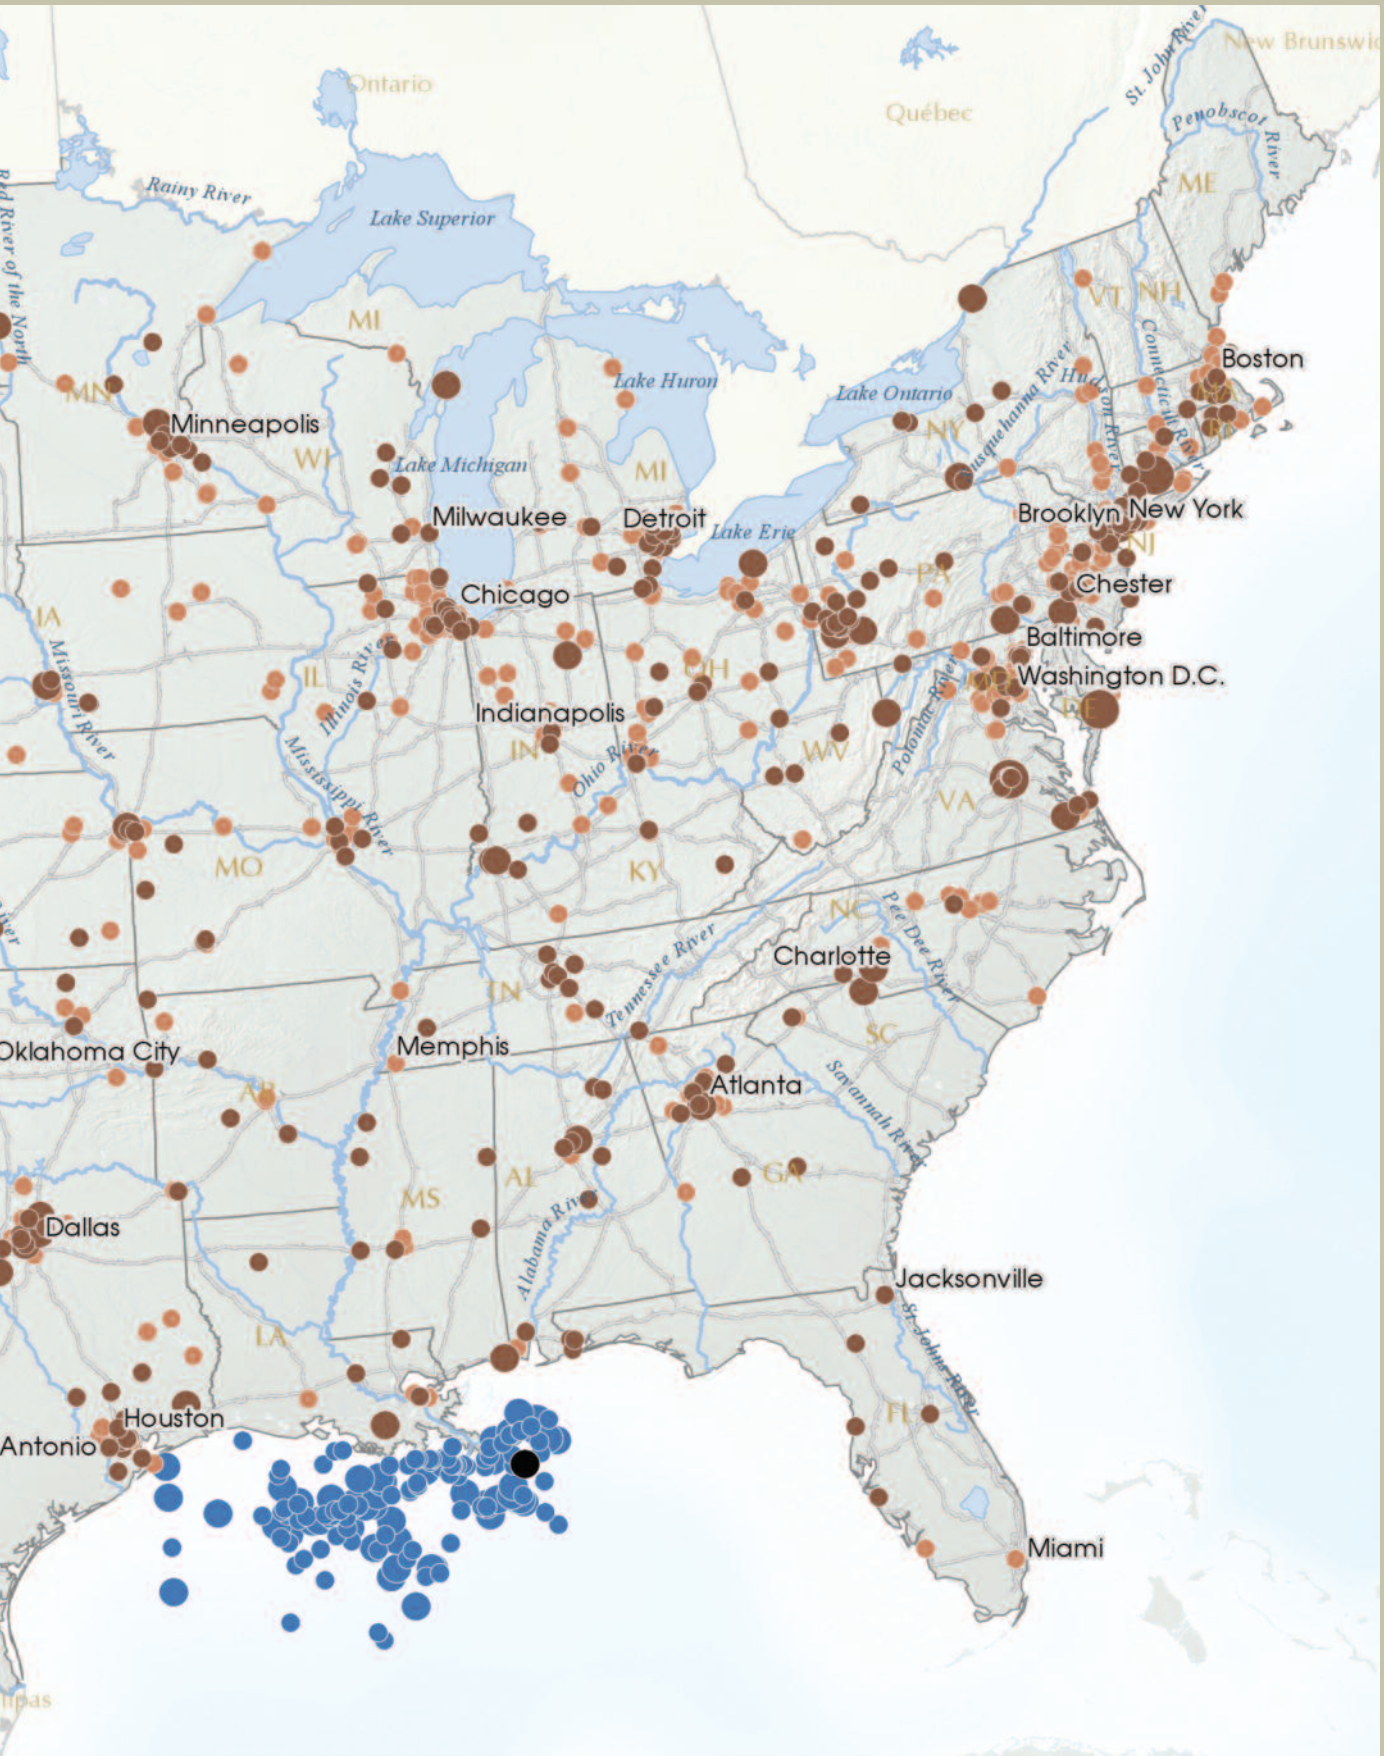 New Brunswic
St. John River
Ontario
Québec
Penobscot River
ME
Rainy River
Red River of the North
Lake Superior
VT
NH
MI
Boston
Connecticut River
Hudson River
Lake Huron
Lake Ontario
MN
MA
Minneapolis
NY
RI
Susquehanna River
WI
Lake Michigan
MI
Milwaukee
Detroit
Brooklyn
New York
Lake Erie
NJ
PA
Chester
Chicago
IA
Baltimore
Missouri River
OH
IL
Illinois River
Washington D.C.
MD
DE
Indianapolis
Potomac River
IN
Ohio River
WV
Mississippi River
VA
MO
KY
NC
Pee Dee River
Charlotte
Tennessee River
TN
SC
Oklahoma City
Memphis
Atlanta
AR
Savannah River
GA
AL
MS
Alabama River
Dallas
Jacksonville
LA
St. Johns River
FL
Houston
Antonio
Miami
lipas